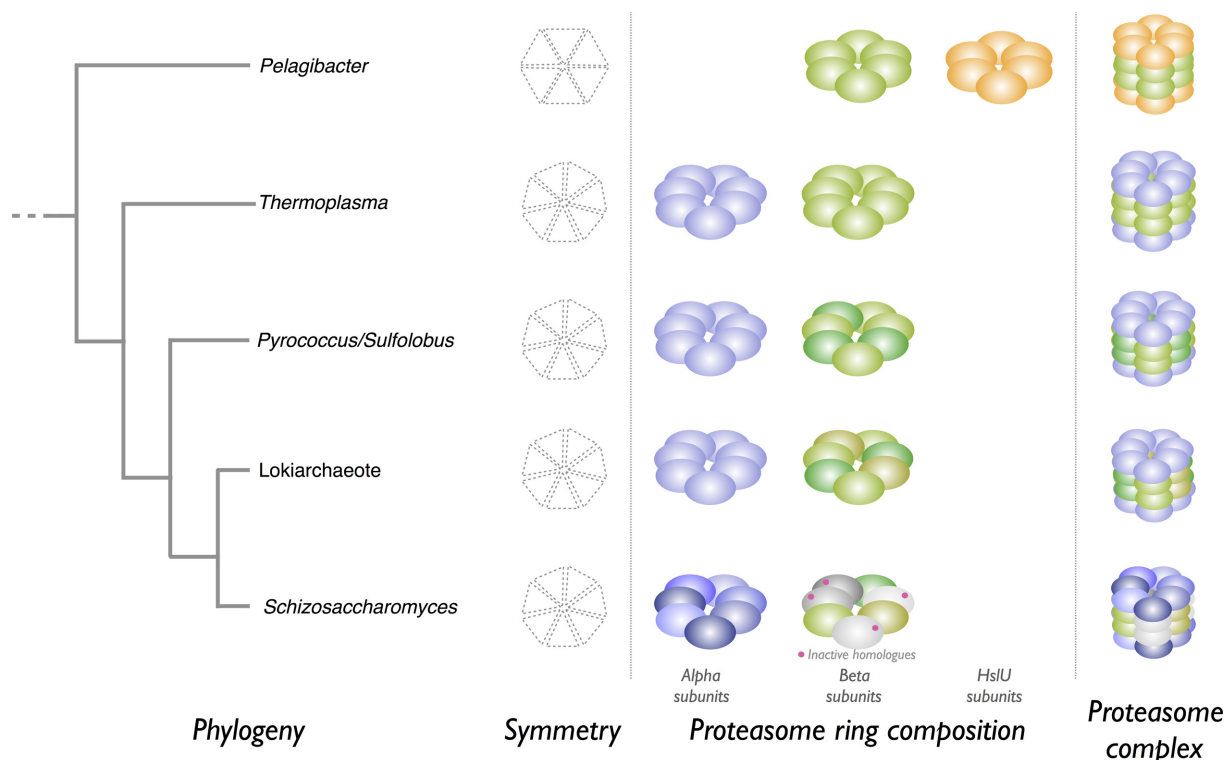 Pelagibacter
Thermoplasma
Pyrococcus/Sulfolobus
Lokiarchaeote
Schizosaccharomyces
Inactive homologues
Alpha
subunits
Beta
subunits
HslU
subunits
Phylogeny
Symmetry
Proteasome ring composition
Proteasome
complex